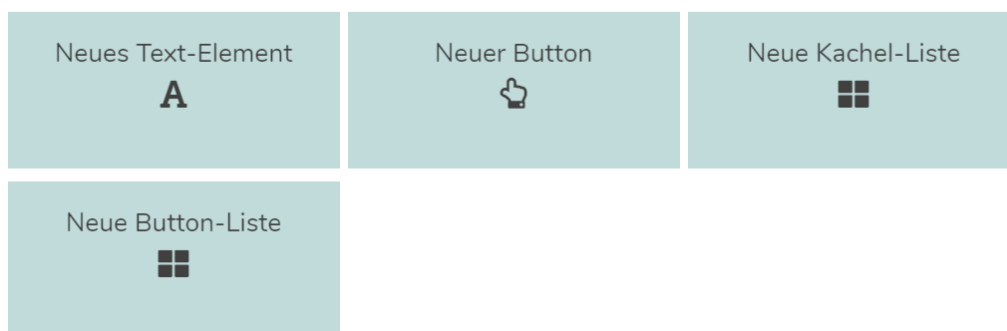 Neues Text-Element
Neuer Button
Neue Kachel-Liste
Neue Button-Liste